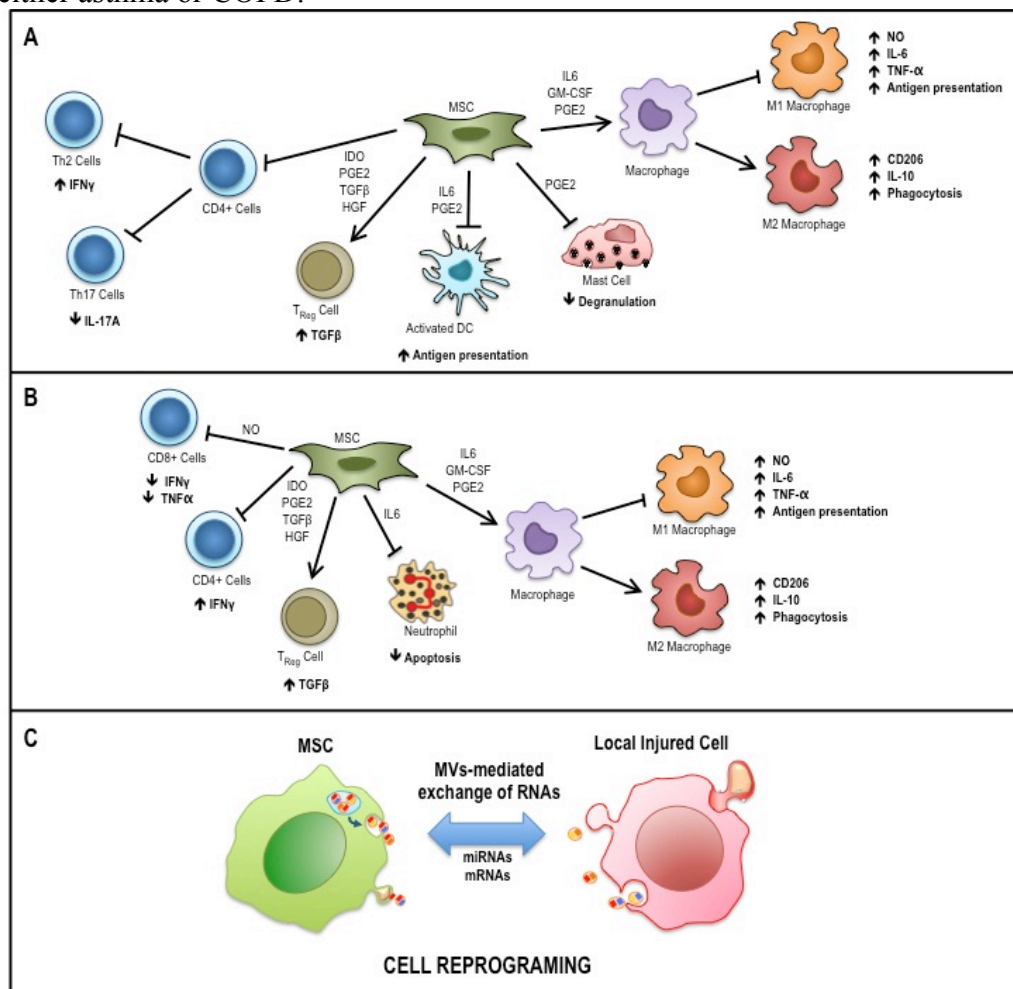 either asthma or COPD.
A
MSC
IL6
GM-CSF
PGE2
Macrophage
M1 Macrophage
↑ NO
↑ IL-6
↑ TNF-α
↑ Antigen presentation
M2 Macrophage
↑ CD206
↑ IL-10
↑ Phagocytosis
Th2 Cells
↑ IFNγ
CD4+ Cells
Th17 Cells
↓ IL-17A
IDO
PGE2
TGFβ
HGF
TReg Cell
↑ TGFβ
IL6
PGE2
Activated DC
↑ Antigen presentation
PGE2
Mast Cell
↓ Degranulation
B
MSC
NO
CD8+ Cells
↓ IFNγ
↓ TNFα
CD4+ Cells
↑ IFNγ
IDO
PGE2
TGFβ
HGF
TReg Cell
↑ TGFβ
IL6
Neutrophil
↓ Apoptosis
IL6
GM-CSF
PGE2
Macrophage
M1 Macrophage
↑ NO
↑ IL-6
↑ TNF-α
↑ Antigen presentation
M2 Macrophage
↑ CD206
↑ IL-10
↑ Phagocytosis
C
MSC
Local Injured Cell
MVs-mediated
exchange of RNAs
miRNAs
mRNAs
CELL REPROGRAMING